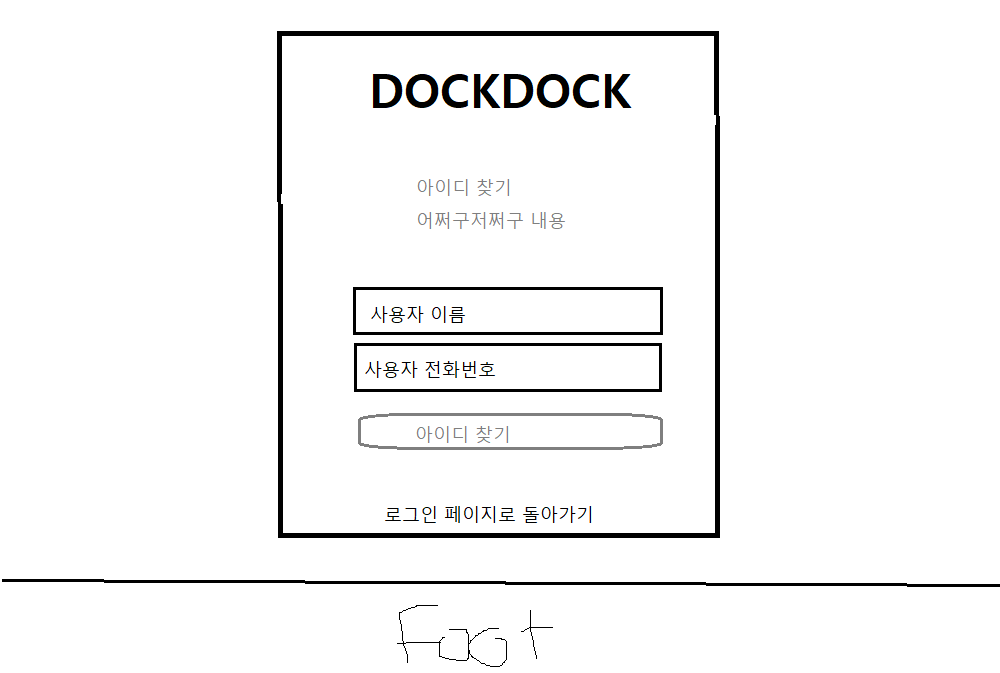 DOCKDOCK
아이디 찾기
어쩌구저쩌구 내용
사용자 이름
사용자 전화번호
아이디 찾기
로그인 페이지로 돌아가기
Foot